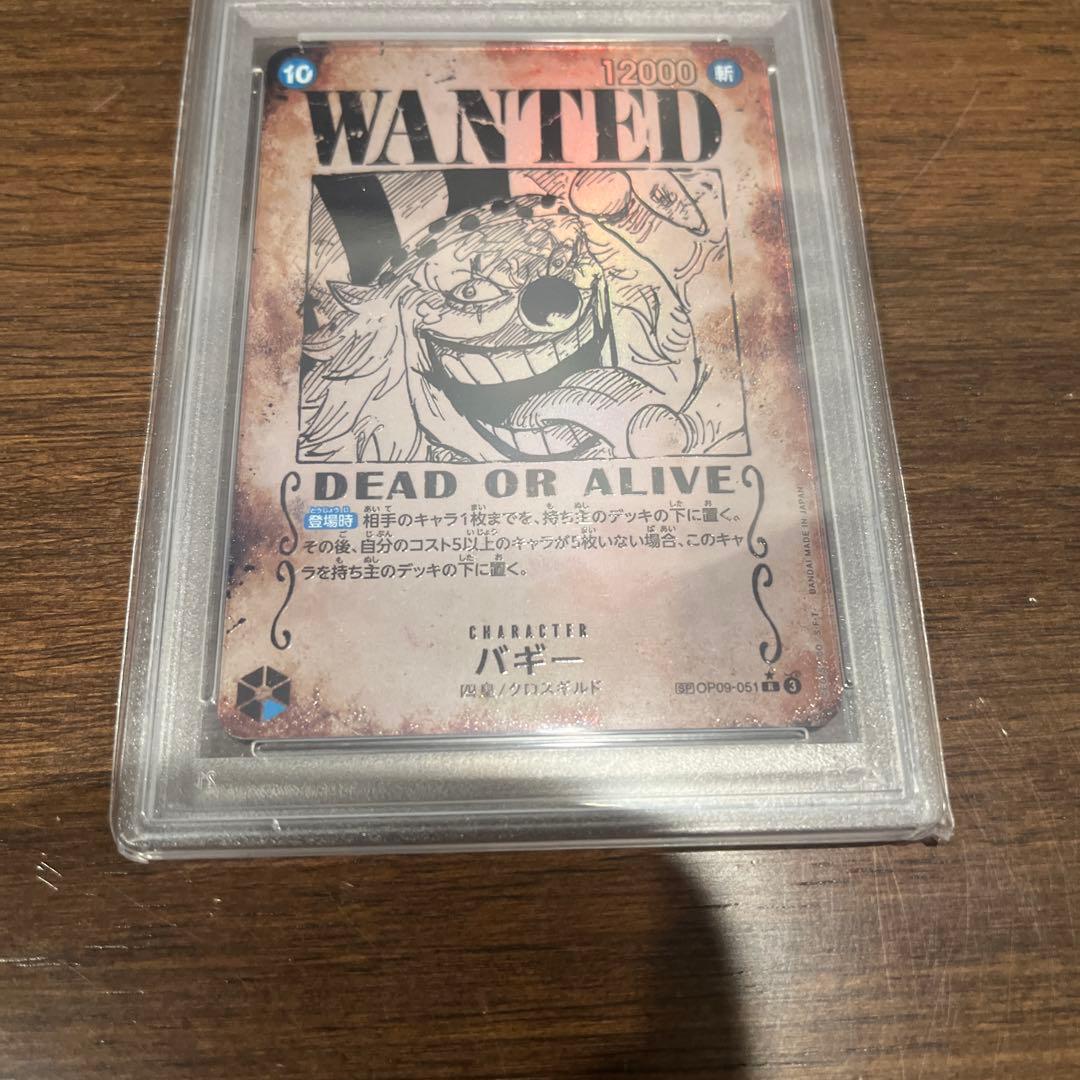 10 12000 斬
WANTED
DEAD OR ALIVE
登場時 相手のキャラ1枚までを、持ち主のデッキの下に置く。
その後、自分のコスト5以上のキャラが5枚いない場合、このキャ
ラを持ち主のデッキの下に置く。
CHARACTER
バギー
四皇/クロスギルド
SP OP09-051 R 3
BANDAI MADE IN JAPAN